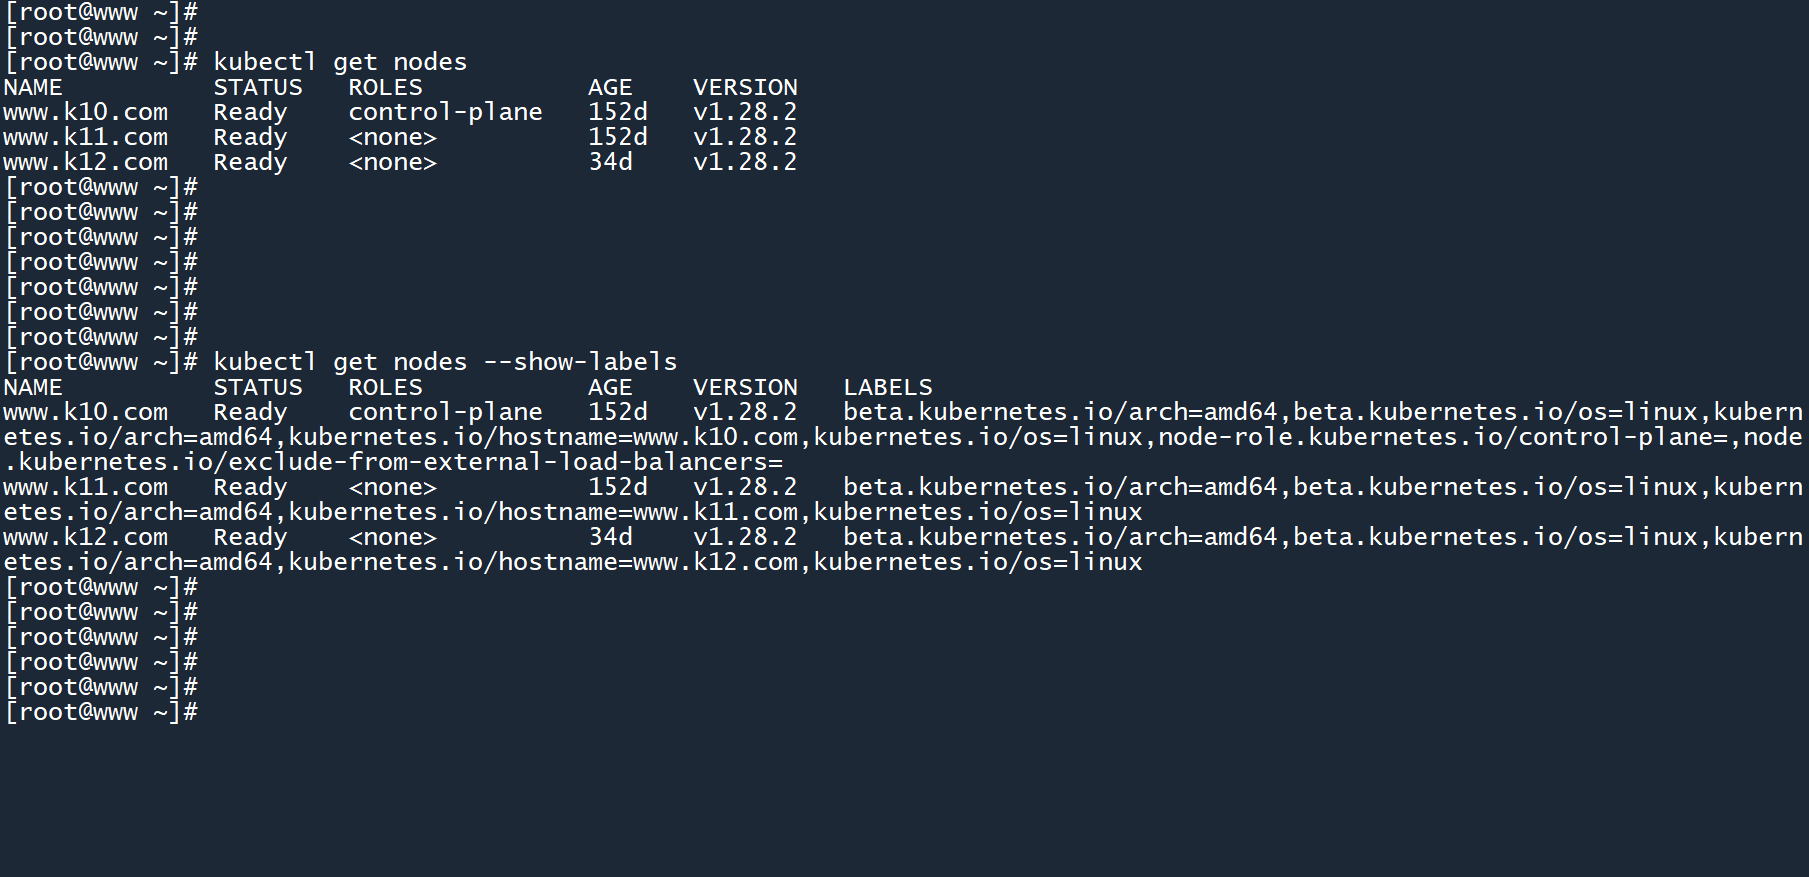 [root@www ~]#
[root@www ~]#
[root@www ~]# kubectl get nodes
NAME          STATUS   ROLES           AGE    VERSION
www.k10.com   Ready    control-plane   152d   v1.28.2
www.k11.com   Ready    <none>          152d   v1.28.2
www.k12.com   Ready    <none>          34d    v1.28.2
[root@www ~]#
[root@www ~]#
[root@www ~]#
[root@www ~]#
[root@www ~]#
[root@www ~]#
[root@www ~]#
[root@www ~]# kubectl get nodes --show-labels
NAME          STATUS   ROLES           AGE    VERSION   LABELS
www.k10.com   Ready    control-plane   152d   v1.28.2   beta.kubernetes.io/arch=amd64,beta.kubernetes.io/os=linux,kubern
etes.io/arch=amd64,kubernetes.io/hostname=www.k10.com,kubernetes.io/os=linux,node-role.kubernetes.io/control-plane=,node
.kubernetes.io/exclude-from-external-load-balancers=
www.k11.com   Ready    <none>          152d   v1.28.2   beta.kubernetes.io/arch=amd64,beta.kubernetes.io/os=linux,kubern
etes.io/arch=amd64,kubernetes.io/hostname=www.k11.com,kubernetes.io/os=linux
www.k12.com   Ready    <none>          34d    v1.28.2   beta.kubernetes.io/arch=amd64,beta.kubernetes.io/os=linux,kubern
etes.io/arch=amd64,kubernetes.io/hostname=www.k12.com,kubernetes.io/os=linux
[root@www ~]#
[root@www ~]#
[root@www ~]#
[root@www ~]#
[root@www ~]#
[root@www ~]#